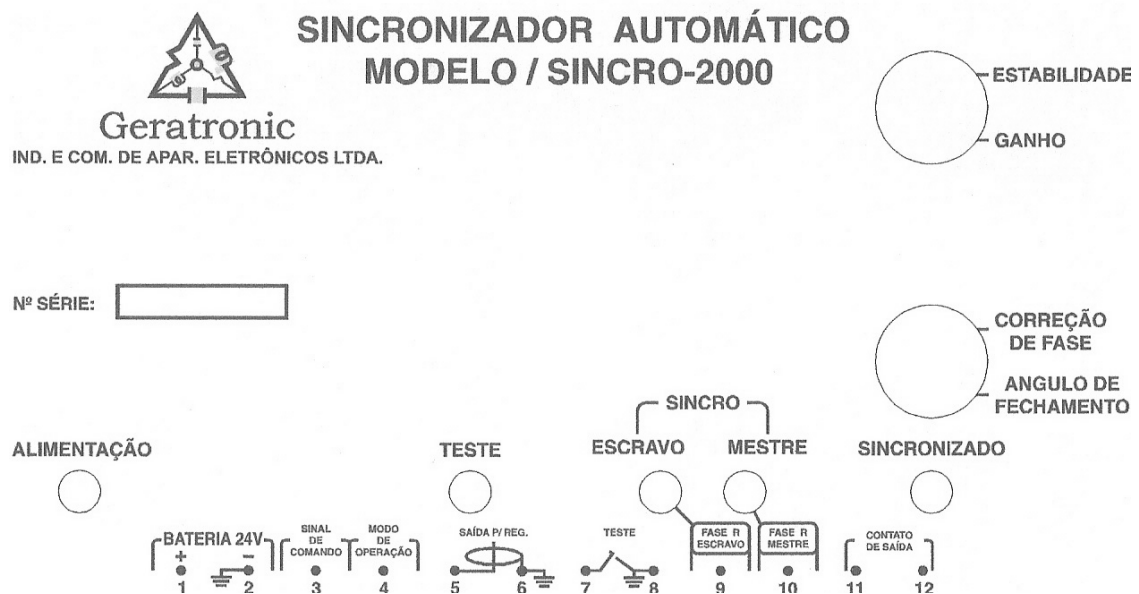 SINCRONIZADOR AUTOMÁTICO
MODELO / SINCRO-2000
Geratronic
IND. E COM. DE APAR. ELETRÔNICOS LTDA.
ESTABILIDADE
GANHO
Nº SÉRIE:
CORREÇÃO
DE FASE
ANGULO DE
FECHAMENTO
SINCRO
ALIMENTAÇÃO
TESTE
ESCRAVO
MESTRE
SINCRONIZADO
BATERIA 24V
+ −
SINAL
DE
COMANDO
MODO
DE
OPERAÇÃO
SAÍDA P/ REG.
TESTE
FASE R
ESCRAVO
FASE R
MESTRE
CONTATO
DE SAÍDA
1 2 3 4 5 6 7 8 9 10 11 12